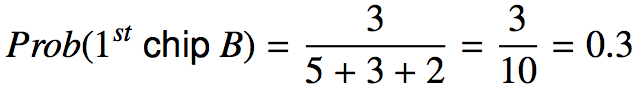 Prob(1st chip B) = 3 / (5 + 3 + 2) = 3/10 = 0.3